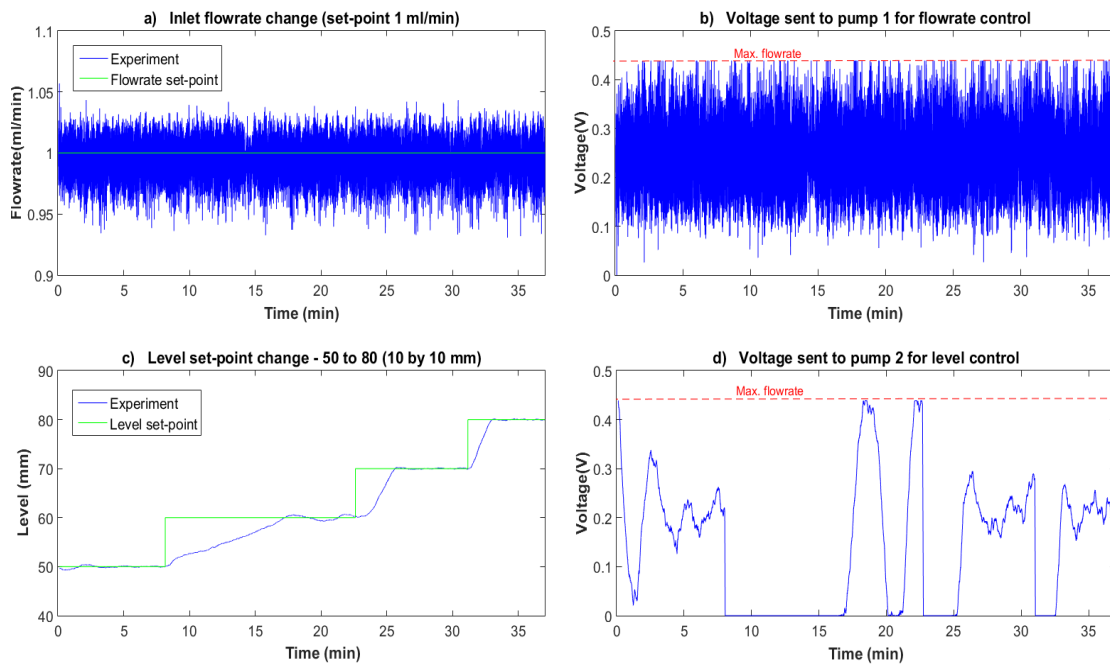 a) Inlet flowrate change (set-point 1 ml/min)
1.1
1.05
1
0.95
0.9
Flowrate(ml/min)
Experiment
Flowrate set-point
0 5 10 15 20 25 30 35
Time (min)
b) Voltage sent to pump 1 for flowrate control
0.5
0.4
0.3
0.2
0.1
0
Voltage(V)
Max. flowrate
0 5 10 15 20 25 30 35
Time (min)
c) Level set-point change - 50 to 80 (10 by 10 mm)
90
80
70
60
50
40
Level (mm)
Experiment
Level set-point
0 5 10 15 20 25 30 35
Time (min)
d) Voltage sent to pump 2 for level control
0.5
0.4
0.3
0.2
0.1
0
Voltage(V)
Max. flowrate
0 5 10 15 20 25 30 35
Time (min)